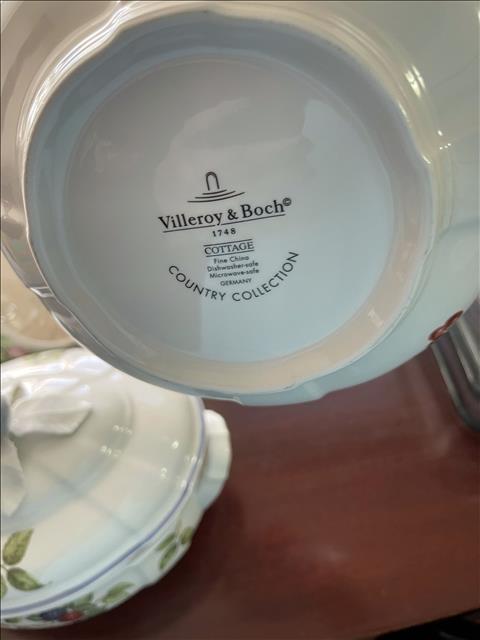 Villeroy & Boch©
1748
COTTAGE
Fine China
Dishwasher-safe
Microwave-safe
GERMANY
COUNTRY COLLECTION